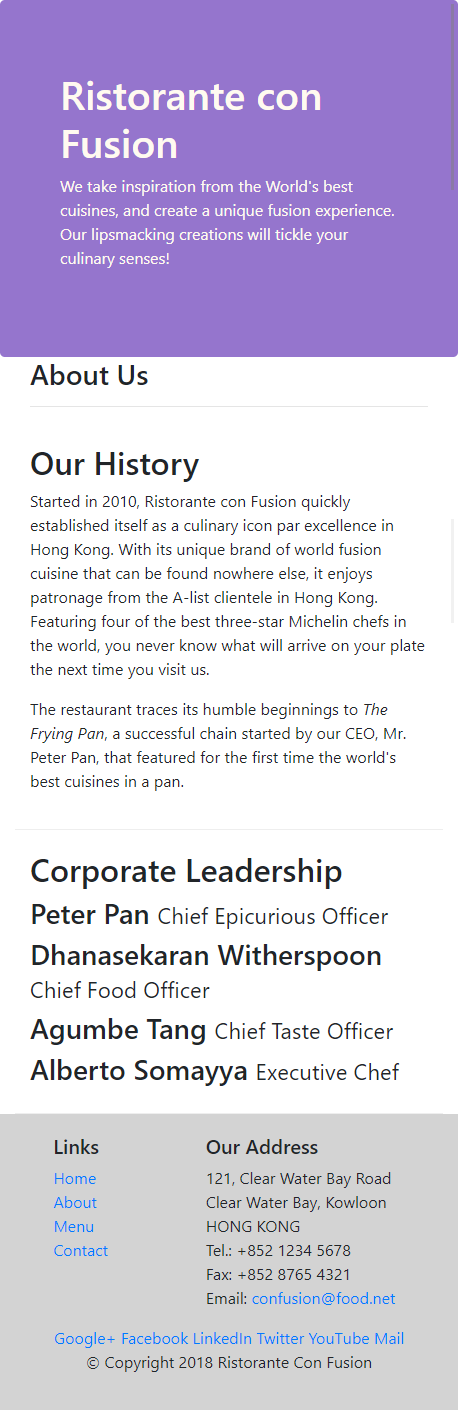 Ristorante con
Fusion
We take inspiration from the World's best
cuisines, and create a unique fusion experience.
Our lipsmacking creations will tickle your
culinary senses!
About Us
Our History
Started in 2010, Ristorante con Fusion quickly
established itself as a culinary icon par excellence in
Hong Kong. With its unique brand of world fusion
cuisine that can be found nowhere else, it enjoys
patronage from the A-list clientele in Hong Kong.
Featuring four of the best three-star Michelin chefs in
the world, you never know what will arrive on your plate
the next time you visit us.
The restaurant traces its humble beginnings to The
Frying Pan, a successful chain started by our CEO, Mr.
Peter Pan, that featured for the first time the world's
best cuisines in a pan.
Corporate Leadership
Peter Pan Chief Epicurious Officer
Dhanasekaran Witherspoon
Chief Food Officer
Agumbe Tang Chief Taste Officer
Alberto Somayya Executive Chef
Links
Home
About
Menu
Contact
Our Address
121, Clear Water Bay Road
Clear Water Bay, Kowloon
HONG KONG
Tel.: +852 1234 5678
Fax: +852 8765 4321
Email: confusion@food.net
Google+ Facebook LinkedIn Twitter YouTube Mail
© Copyright 2018 Ristorante Con Fusion